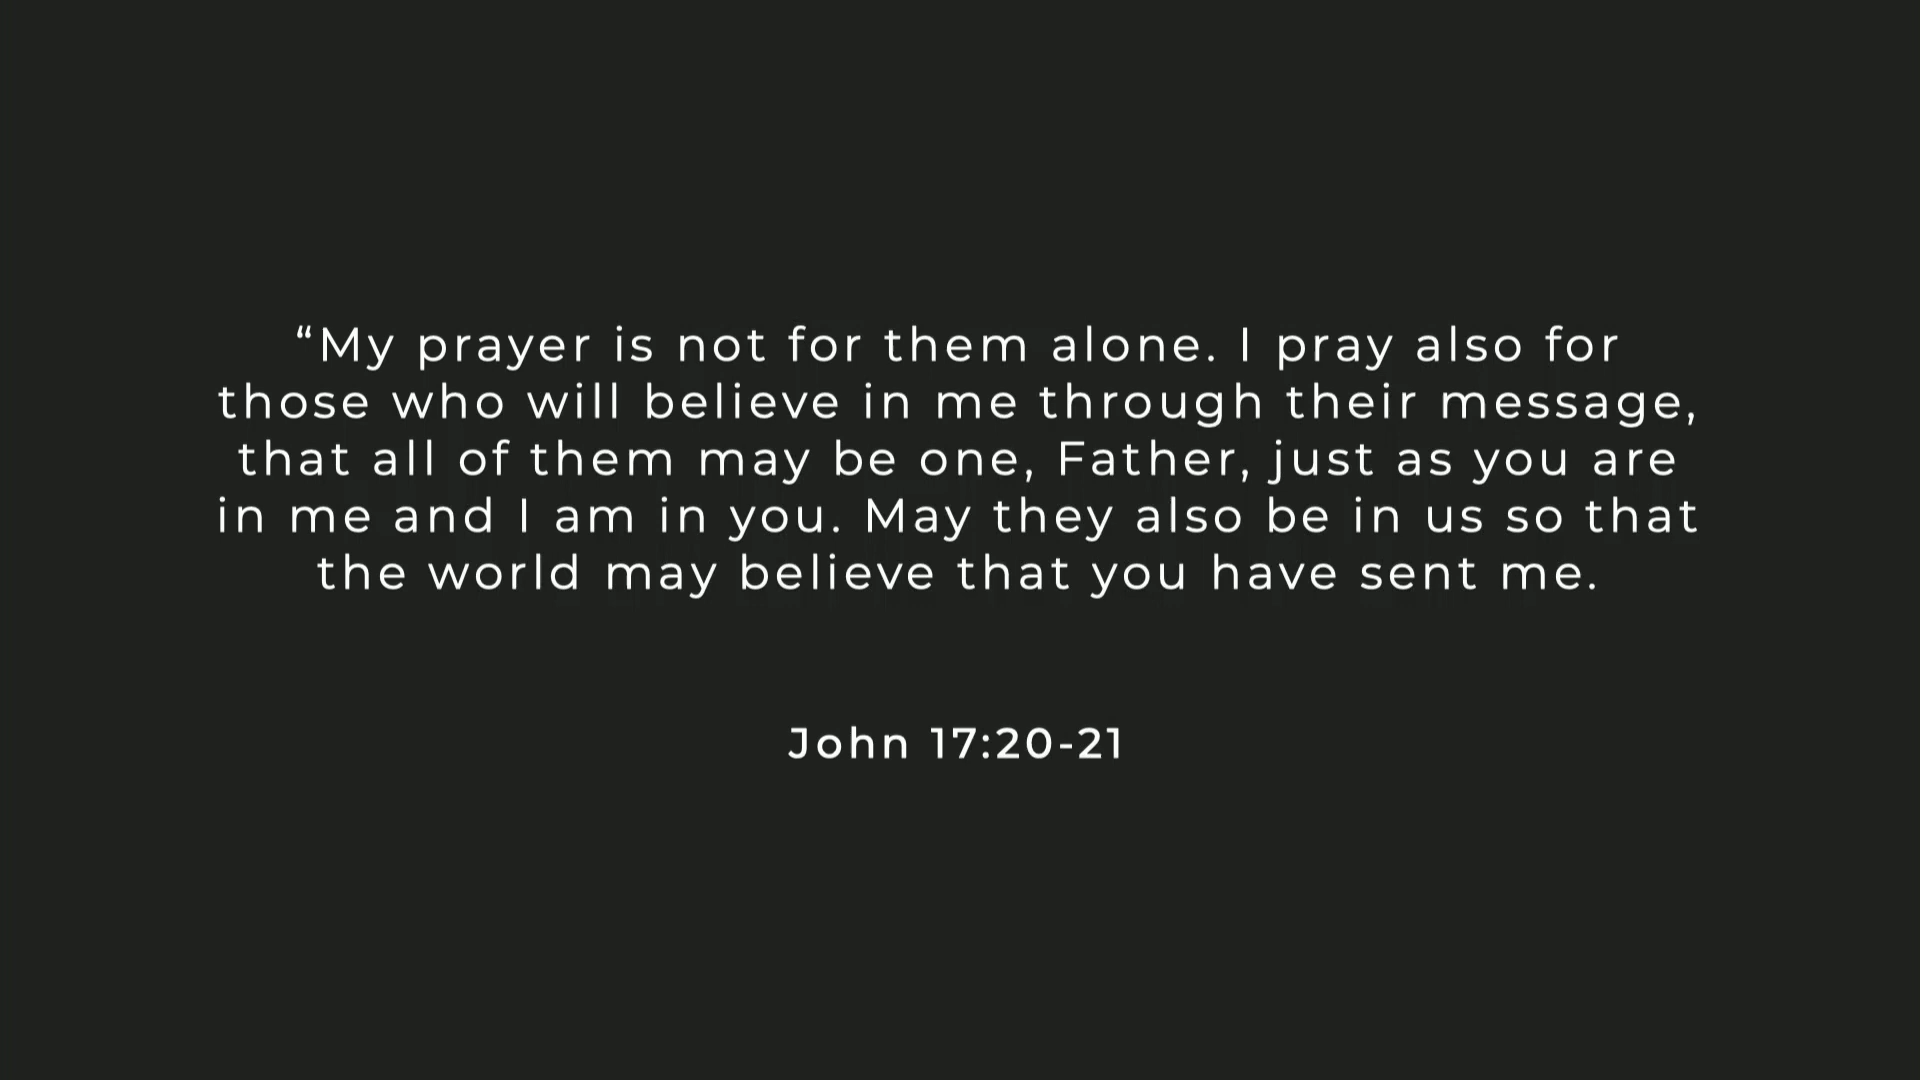 “My prayer is not for them alone. I pray also for
those who will believe in me through their message,
that all of them may be one, Father, just as you are
in me and I am in you. May they also be in us so that
the world may believe that you have sent me.
John 17:20-21